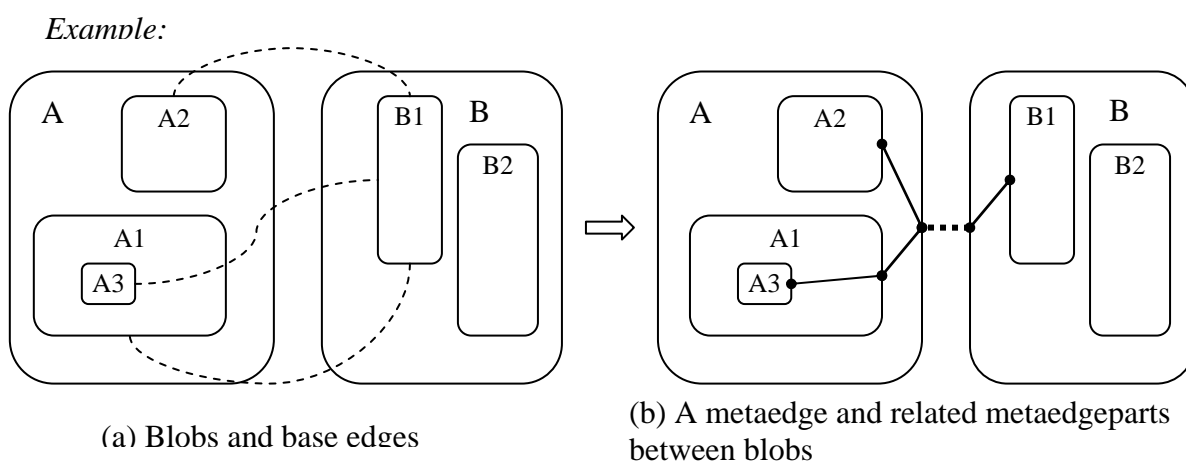 Example:
A
A2
B1
B
B2
A1
A3
(a) Blobs and base edges
A
A2
B1
B
B2
A1
A3
(b) A metaedge and related metaedgeparts
between blobs